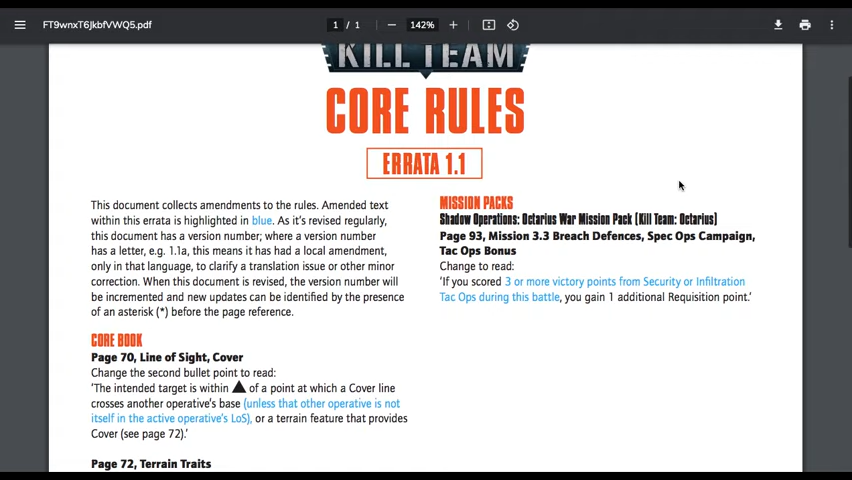 FT9wnxT6JkbfVWQ5.pdf
1 / 1
142%
KILL TEAM
CORE RULES
ERRATA 1.1
This document collects amendments to the rules. Amended text
within this errata is highlighted in blue. As it's revised regularly,
this document has a version number; where a version number
has a letter, e.g. 1.1a, this means it has had a local amendment,
only in that language, to clarify a translation issue or other minor
correction. When this document is revised, the version number will
be incremented and new updates can be identified by the presence
of an asterisk (*) before the page reference.
CORE BOOK
Page 70, Line of Sight, Cover
Change the second bullet point to read:
'The intended target is within ▲ of a point at which a Cover line
crosses another operative's base (unless that other operative is not
itself in the active operative's LoS), or a terrain feature that provides
Cover (see page 72).'
Page 72, Terrain Traits
MISSION PACKS
Shadow Operations: Octarius War Mission Pack (Kill Team: Octarius)
Page 93, Mission 3.3 Breach Defences, Spec Ops Campaign,
Tac Ops Bonus
Change to read:
'If you scored 3 or more victory points from Security or Infiltration
Tac Ops during this battle, you gain 1 additional Requisition point.'